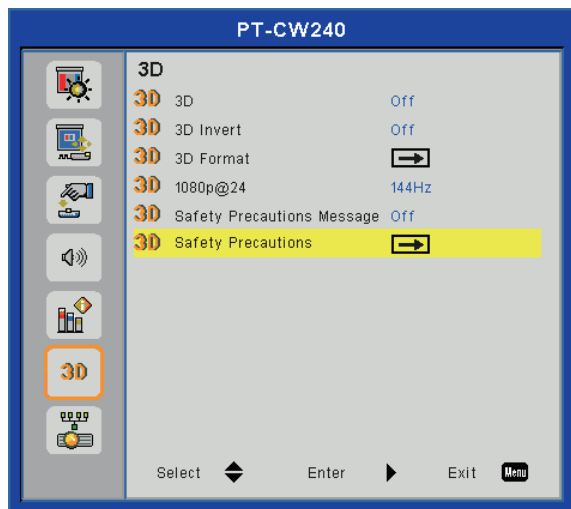 PT-CW240
3D
3D 3D Off
3D 3D Invert Off
3D 3D Format
3D 1080p@24 144Hz
3D Safety Precautions Message Off
3D Safety Precautions
3D
Select Enter Exit Menu